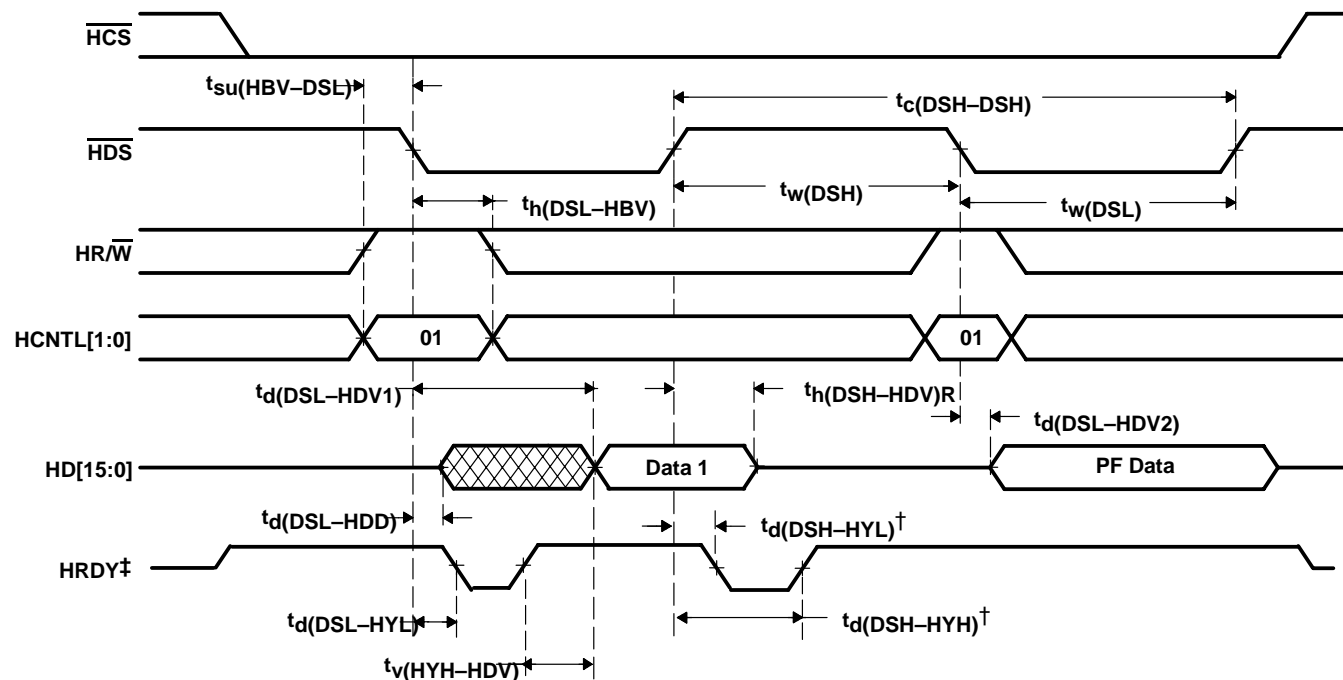 HCS
tsu(HBV–DSL)
tc(DSH–DSH)
HDS
th(DSL–HBV)
tw(DSH)
tw(DSL)
HR/W
HCNTL[1:0]
01
01
td(DSL–HDV1)
th(DSH–HDV)R
td(DSL–HDV2)
HD[15:0]
Data 1
PF Data
td(DSL–HDD)
td(DSH–HYL)†
HRDY‡
td(DSL–HYL)
td(DSH–HYH)†
tv(HYH–HDV)